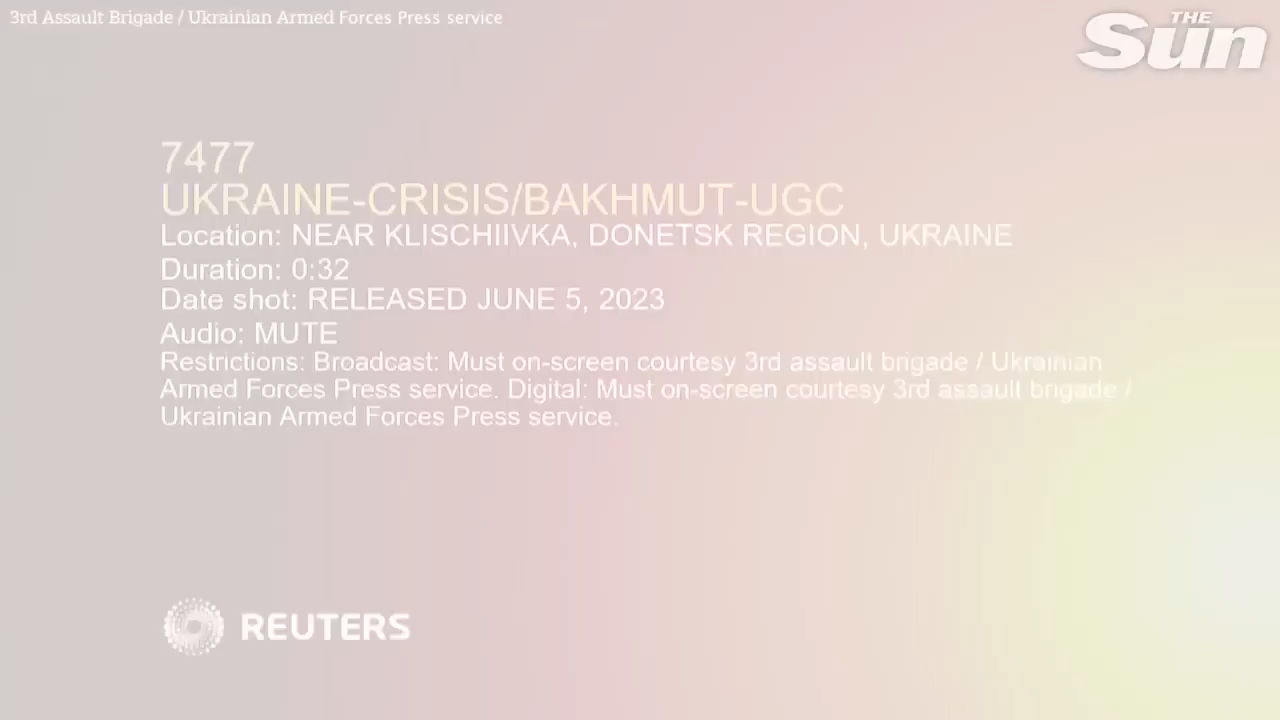 3rd Assault Brigade / Ukrainian Armed Forces Press service
THE
Sun
7477
UKRAINE-CRISIS/BAKHMUT-UGC
Location: NEAR KLISCHIIVKA, DONETSK REGION, UKRAINE
Duration: 0:32
Date shot: RELEASED JUNE 5, 2023
Audio: MUTE
Restrictions: Broadcast: Must on-screen courtesy 3rd assault brigade / Ukrainian
Armed Forces Press service. Digital: Must on-screen courtesy 3rd assault brigade /
Ukrainian Armed Forces Press service.
REUTERS